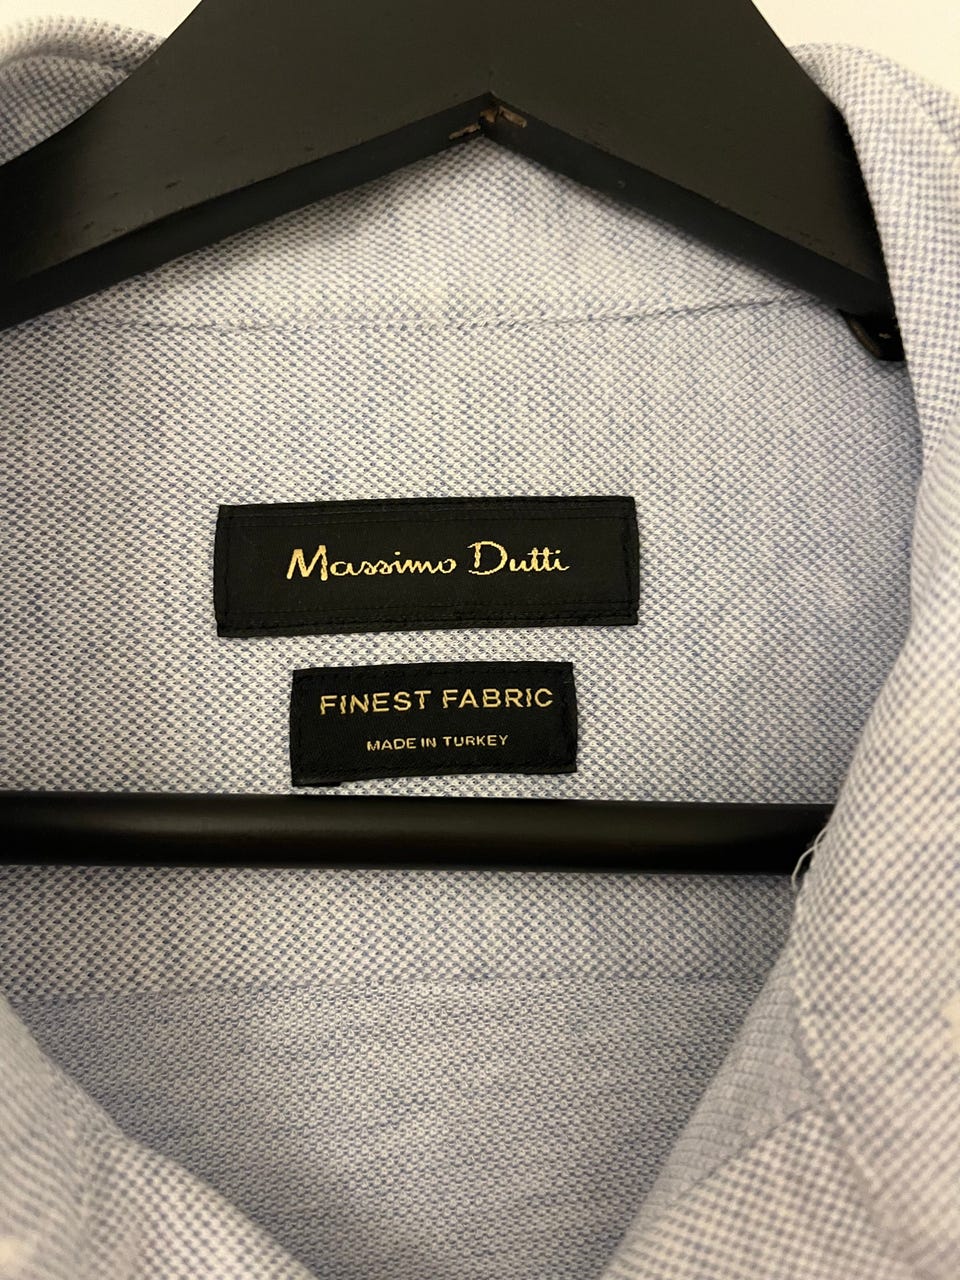 Massimo Dutti
FINEST FABRIC
MADE IN TURKEY